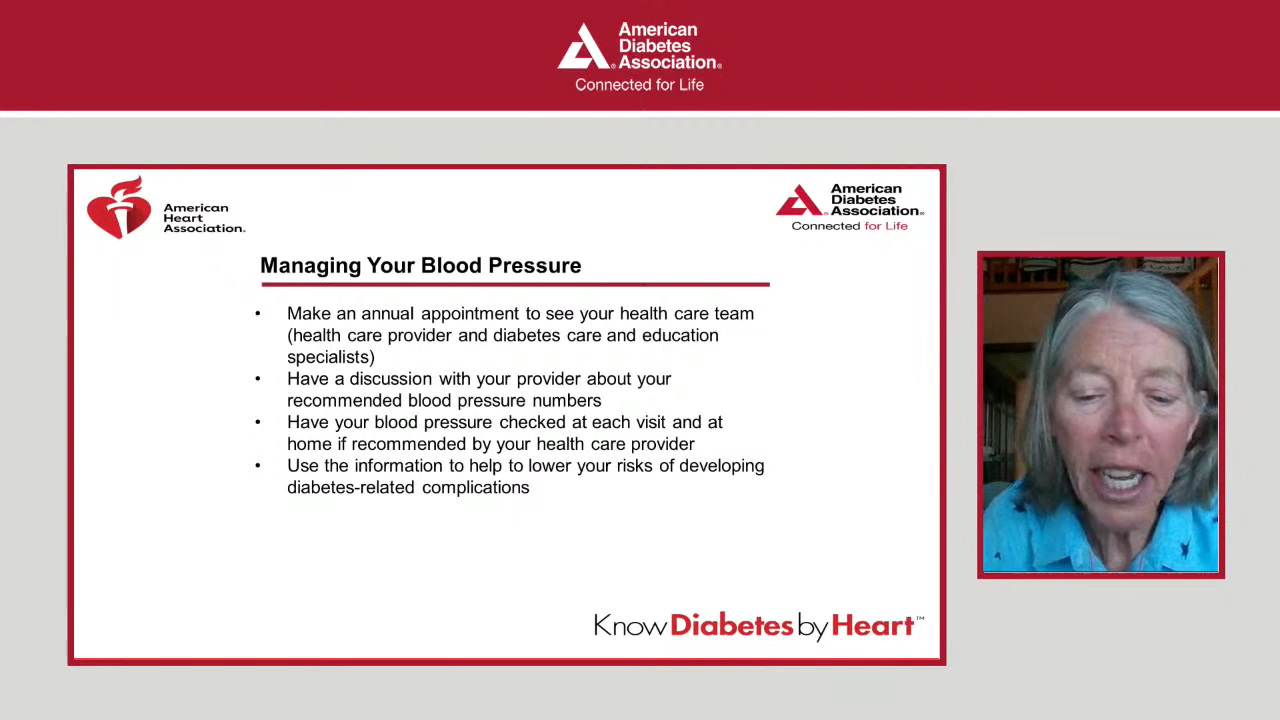 American
Diabetes
Association®
Connected for Life
American
Heart
Association®
American
Diabetes
Association®
Connected for Life
Managing Your Blood Pressure
• Make an annual appointment to see your health care team
(health care provider and diabetes care and education
specialists)
• Have a discussion with your provider about your
recommended blood pressure numbers
• Have your blood pressure checked at each visit and at
home if recommended by your health care provider
• Use the information to help to lower your risks of developing
diabetes-related complications
Know Diabetes by Heart™